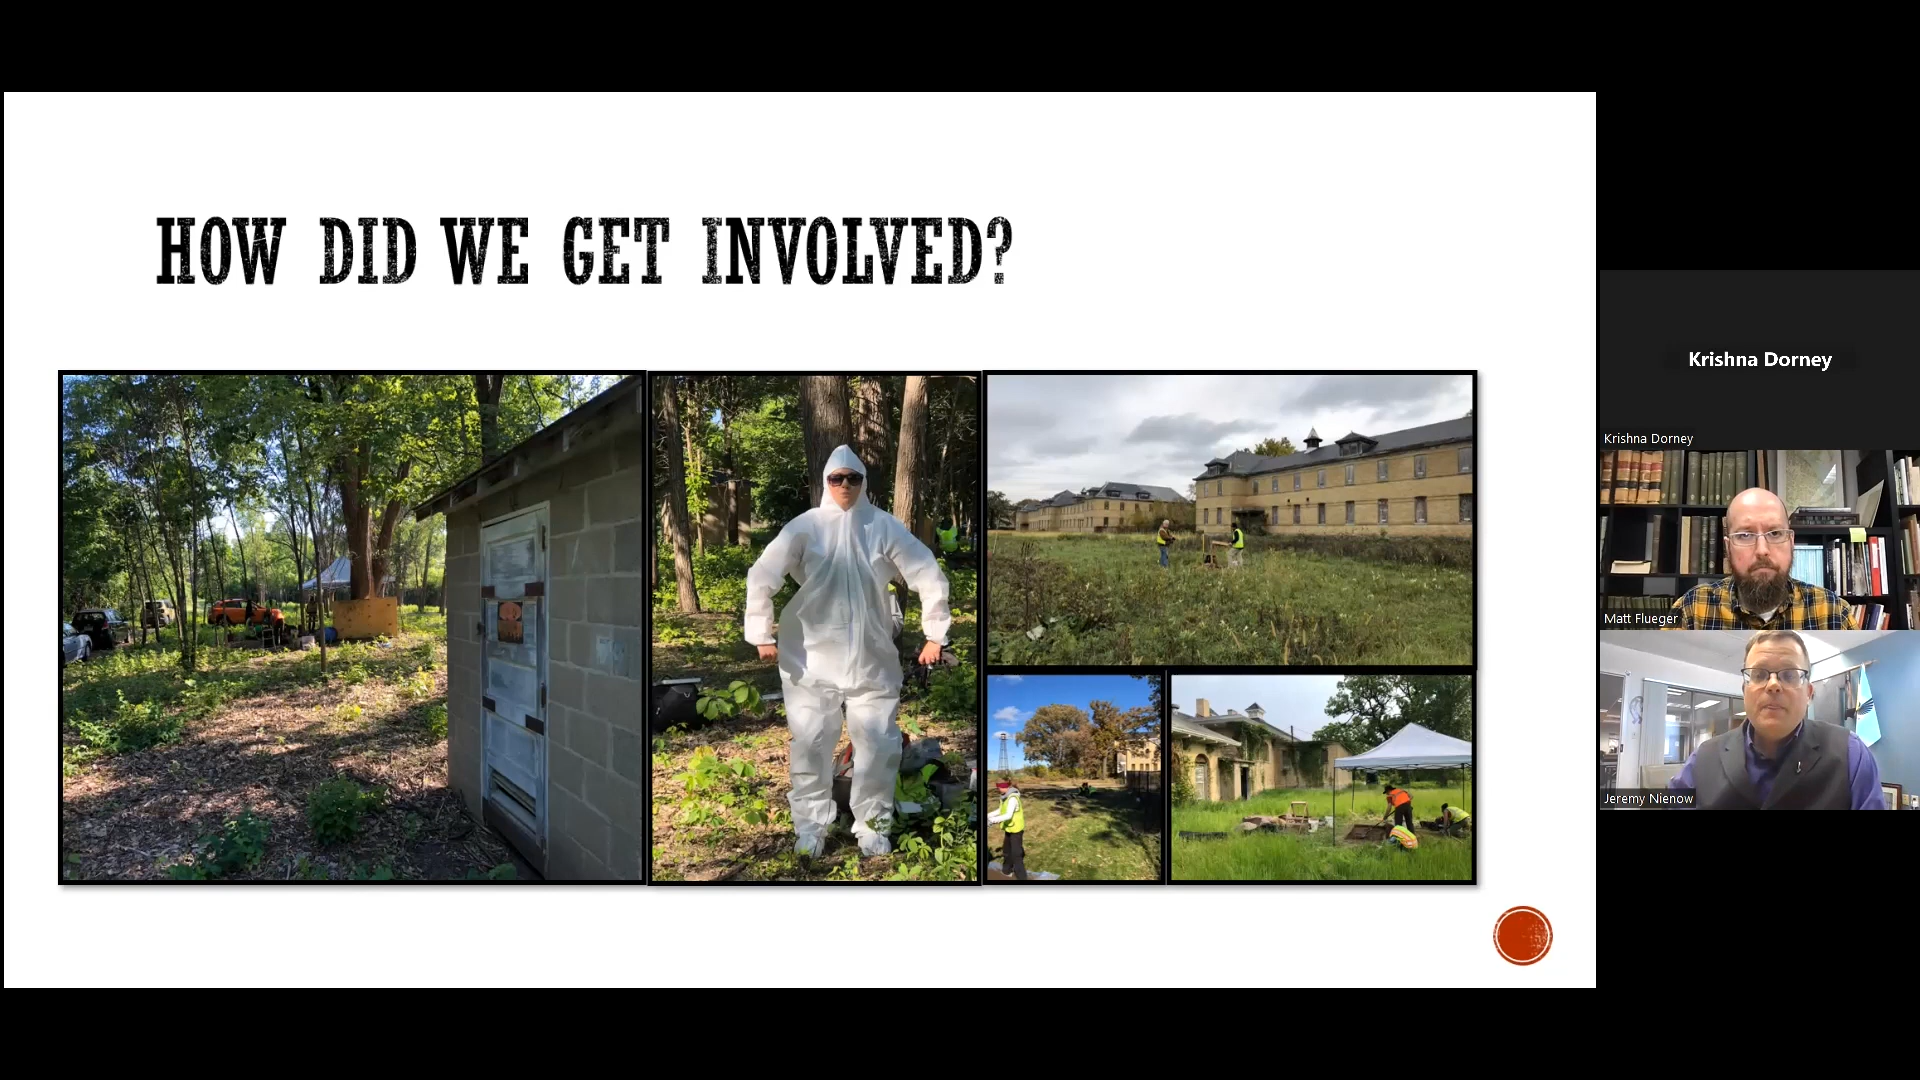 HOW DID WE GET INVOLVED?
Krishna Dorney
Krishna Dorney
Matt Flueger
Jeremy Nienow